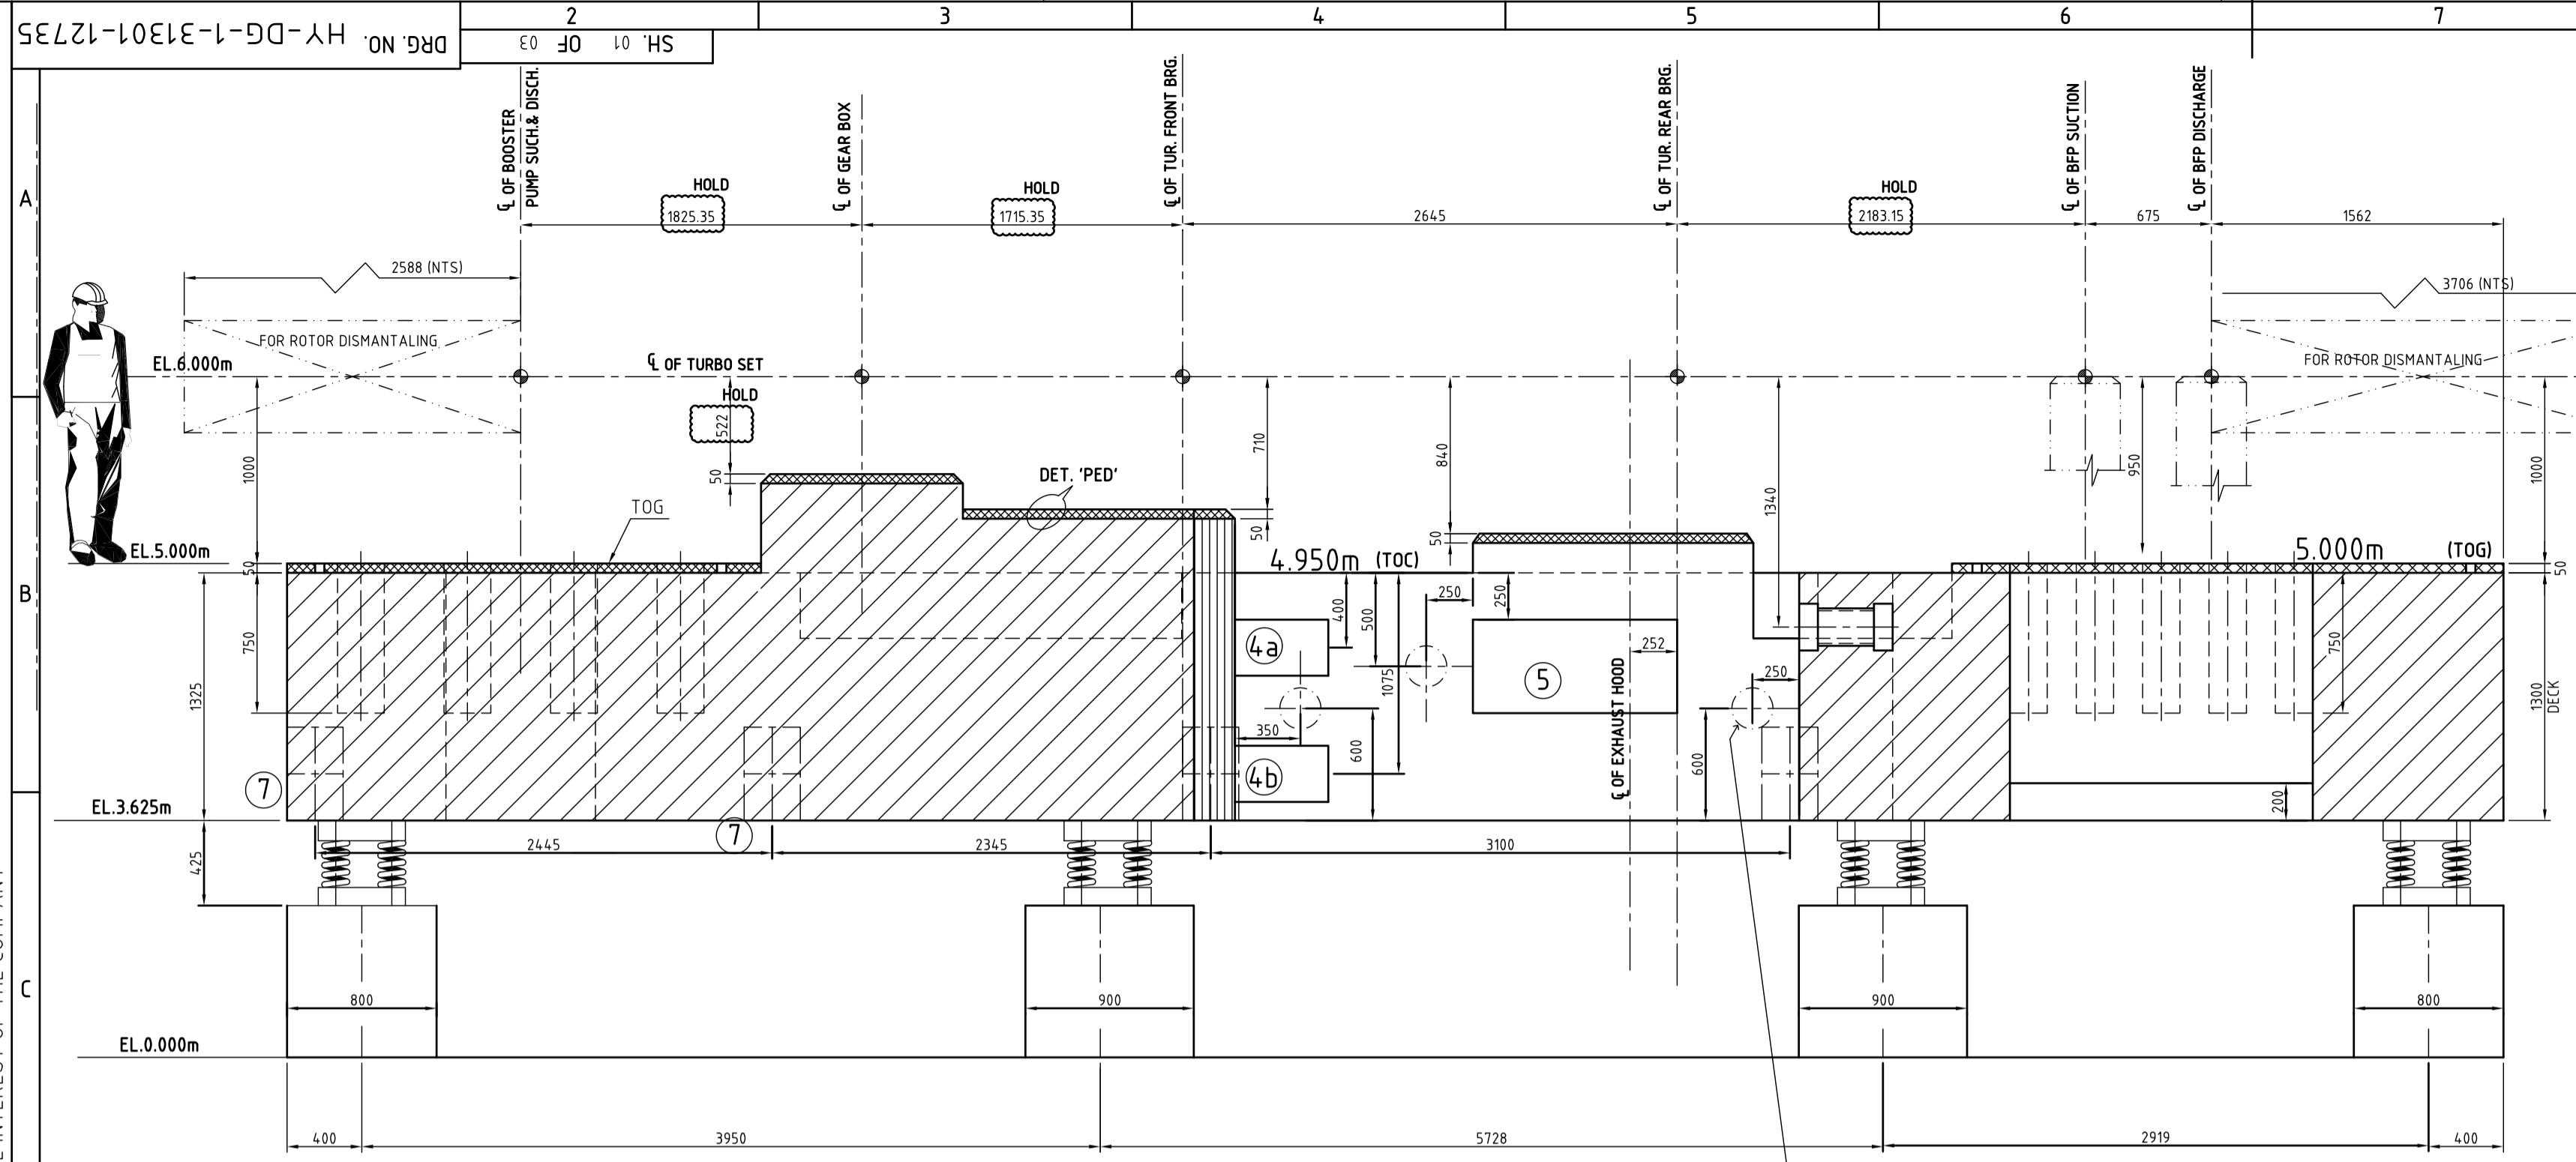 DRG. NO. HY-DG-1-31301-12735
SH. 01 OF 03
2
3
4
5
6
7
A
B
C
℄ OF BOOSTER
PUMP SUCH.& DISCH.
℄ OF GEAR BOX
℄ OF TUR. FRONT BRG.
℄ OF TUR. REAR BRG.
℄ OF BFP SUCTION
℄ OF BFP DISCHARGE
HOLD
1825.35
HOLD
1715.35
2645
HOLD
2183.15
675
1562
2588 (NTS)
3706 (NTS)
FOR ROTOR DISMANTALING
FOR ROTOR DISMANTALING
EL.6.000m
℄ OF TURBO SET
HOLD
522
50
1000
710
50
840
50
1340
950
1000
DET. 'PED'
TOG
EL.5.000m
50
4.950m (TOC)
5.000m (TOG)
50
750
1325
250
400
500
250
1075
4a
350
600
4b
5
252
℄ OF EXHAUST HOOD
250
600
750
1300
DECK
200
7
EL.3.625m
7
2445
2345
3100
425
800
900
900
800
EL.0.000m
400
3950
5728
2919
400
INTEREST OF THE COMPANY